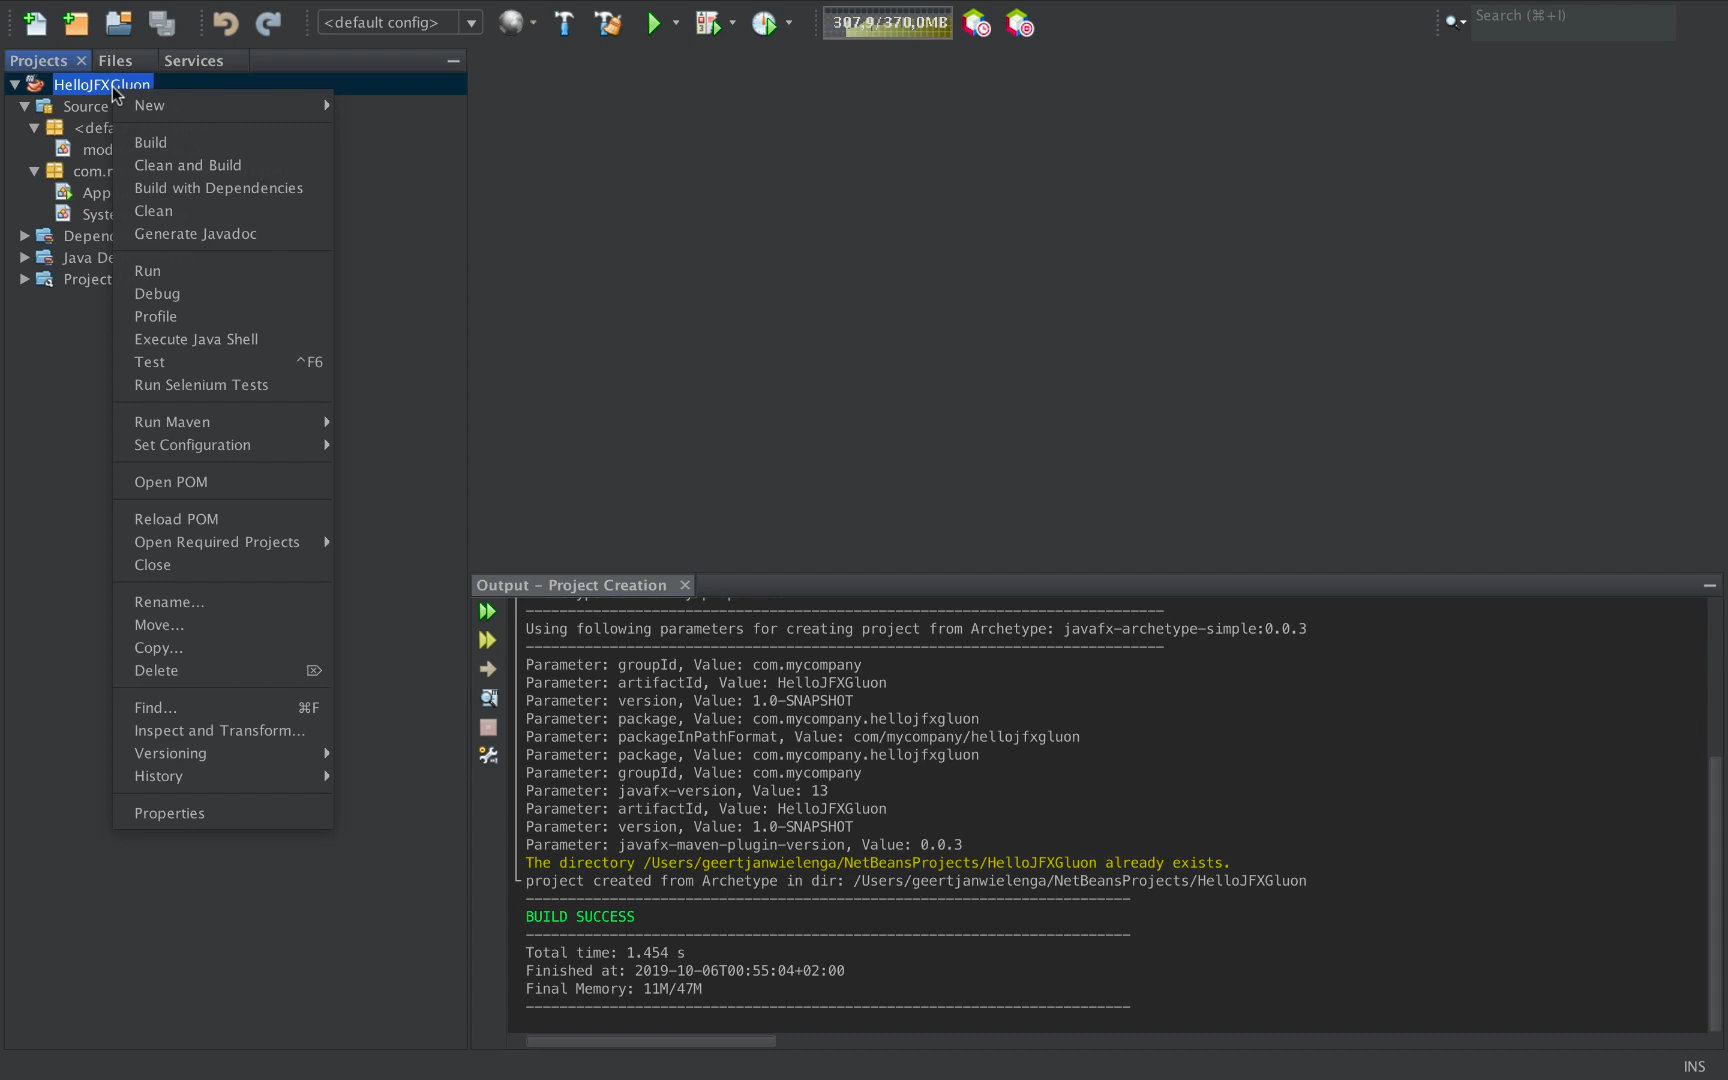 <default config>
307,9/370,0MB
Search (⌘+I)
Projects
Files
Services
HelloJFXGluon
Source
<defa
mod
com.r
App
Syste
Depend
Java De
Project
New
Build
Clean and Build
Build with Dependencies
Clean
Generate Javadoc
Run
Debug
Profile
Execute Java Shell
Test ^F6
Run Selenium Tests
Run Maven
Set Configuration
Open POM
Reload POM
Open Required Projects
Close
Rename...
Move...
Copy...
Delete
Find... ⌘F
Inspect and Transform...
Versioning
History
Properties
Output – Project Creation
Using following parameters for creating project from Archetype: javafx-archetype-simple:0.0.3
Parameter: groupId, Value: com.mycompany
Parameter: artifactId, Value: HelloJFXGluon
Parameter: version, Value: 1.0-SNAPSHOT
Parameter: package, Value: com.mycompany.hellojfxgluon
Parameter: packageInPathFormat, Value: com/mycompany/hellojfxgluon
Parameter: package, Value: com.mycompany.hellojfxgluon
Parameter: groupId, Value: com.mycompany
Parameter: javafx-version, Value: 13
Parameter: artifactId, Value: HelloJFXGluon
Parameter: version, Value: 1.0-SNAPSHOT
Parameter: javafx-maven-plugin-version, Value: 0.0.3
The directory /Users/geertjanwielenga/NetBeansProjects/HelloJFXGluon already exists.
project created from Archetype in dir: /Users/geertjanwielenga/NetBeansProjects/HelloJFXGluon
BUILD SUCCESS
Total time: 1.454 s
Finished at: 2019-10-06T00:55:04+02:00
Final Memory: 11M/47M
INS